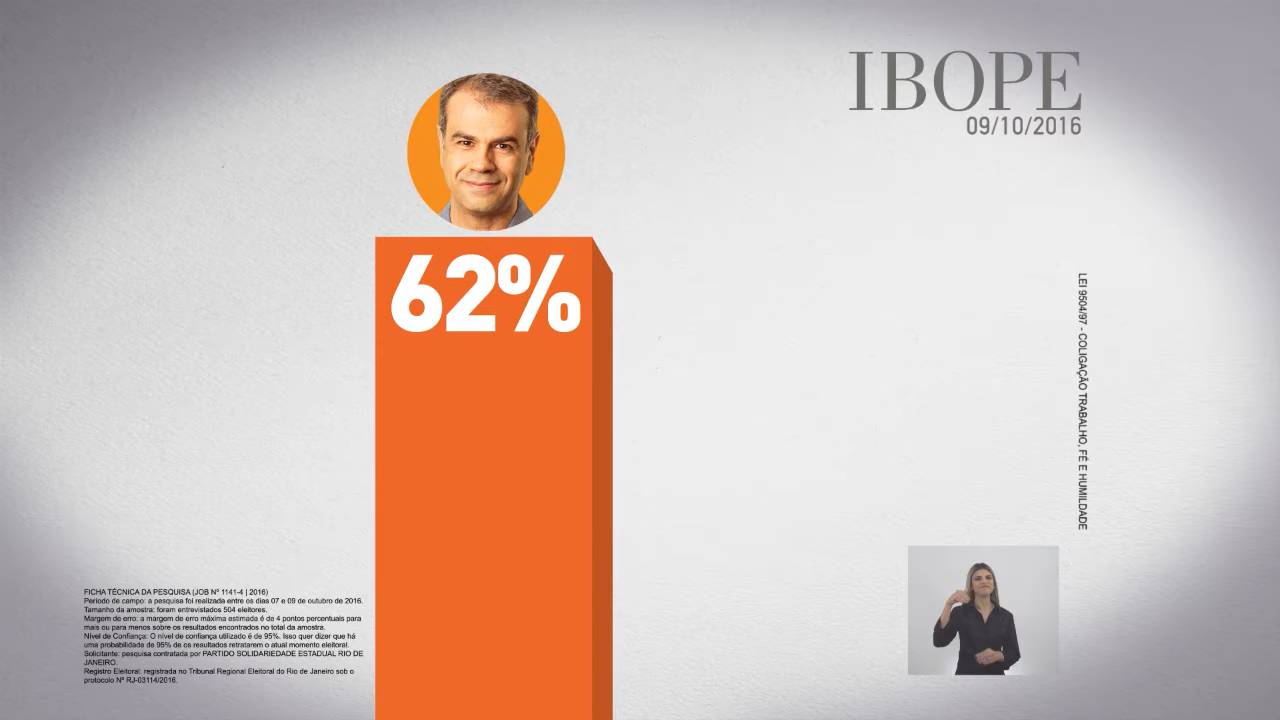 IBOPE
09/10/2016
62%
LEI 9504/97 - COLIGAÇÃO TRABALHO, FÉ E HUMILDADE
FICHA TÉCNICA DA PESQUISA (JOB Nº 1141-4 | 2016)
Período de campo: a pesquisa foi realizada entre os dias 07 e 09 de outubro de 2016.
Tamanho da amostra: foram entrevistados 504 eleitores.
Margem de erro: a margem de erro máxima estimada é de 4 pontos percentuais para
mais ou para menos sobre os resultados encontrados no total da amostra.
Nível de Confiança: O nível de confiança utilizado é de 95%. Isso quer dizer que há
uma probabilidade de 95% de os resultados retratarem o atual momento eleitoral.
Solicitante: pesquisa contratada por PARTIDO SOLIDARIEDADE ESTADUAL RIO DE
JANEIRO.
Registro Eleitoral: registrada no Tribunal Regional Eleitoral do Rio de Janeiro sob o
protocolo Nº RJ-03114/2016.